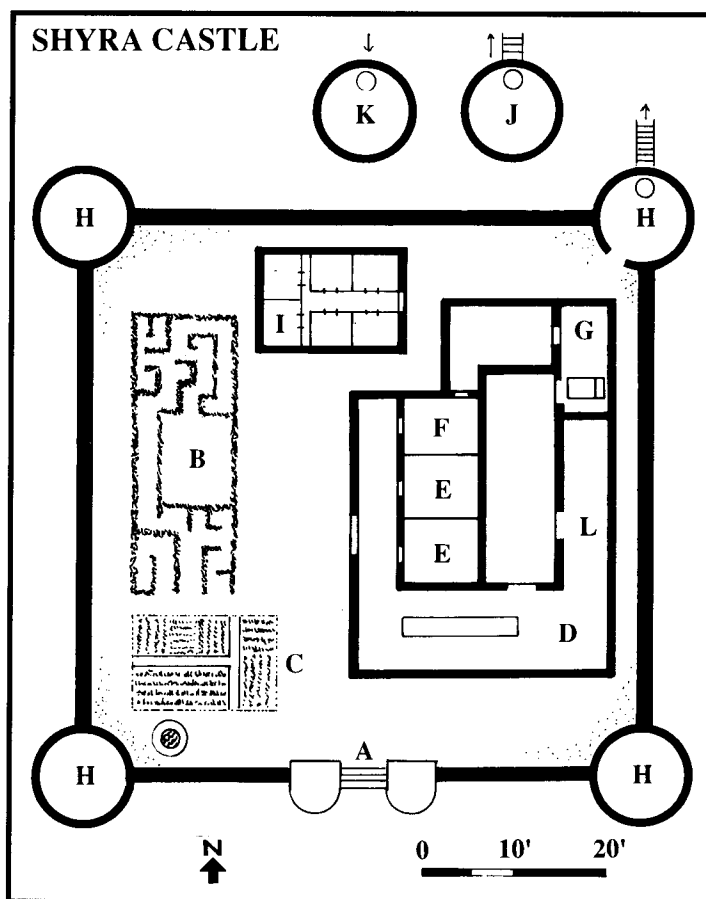 SHYRA CASTLE
K J
H H
I G
F
B E
E L
C D
A
H H
N 0 10' 20'